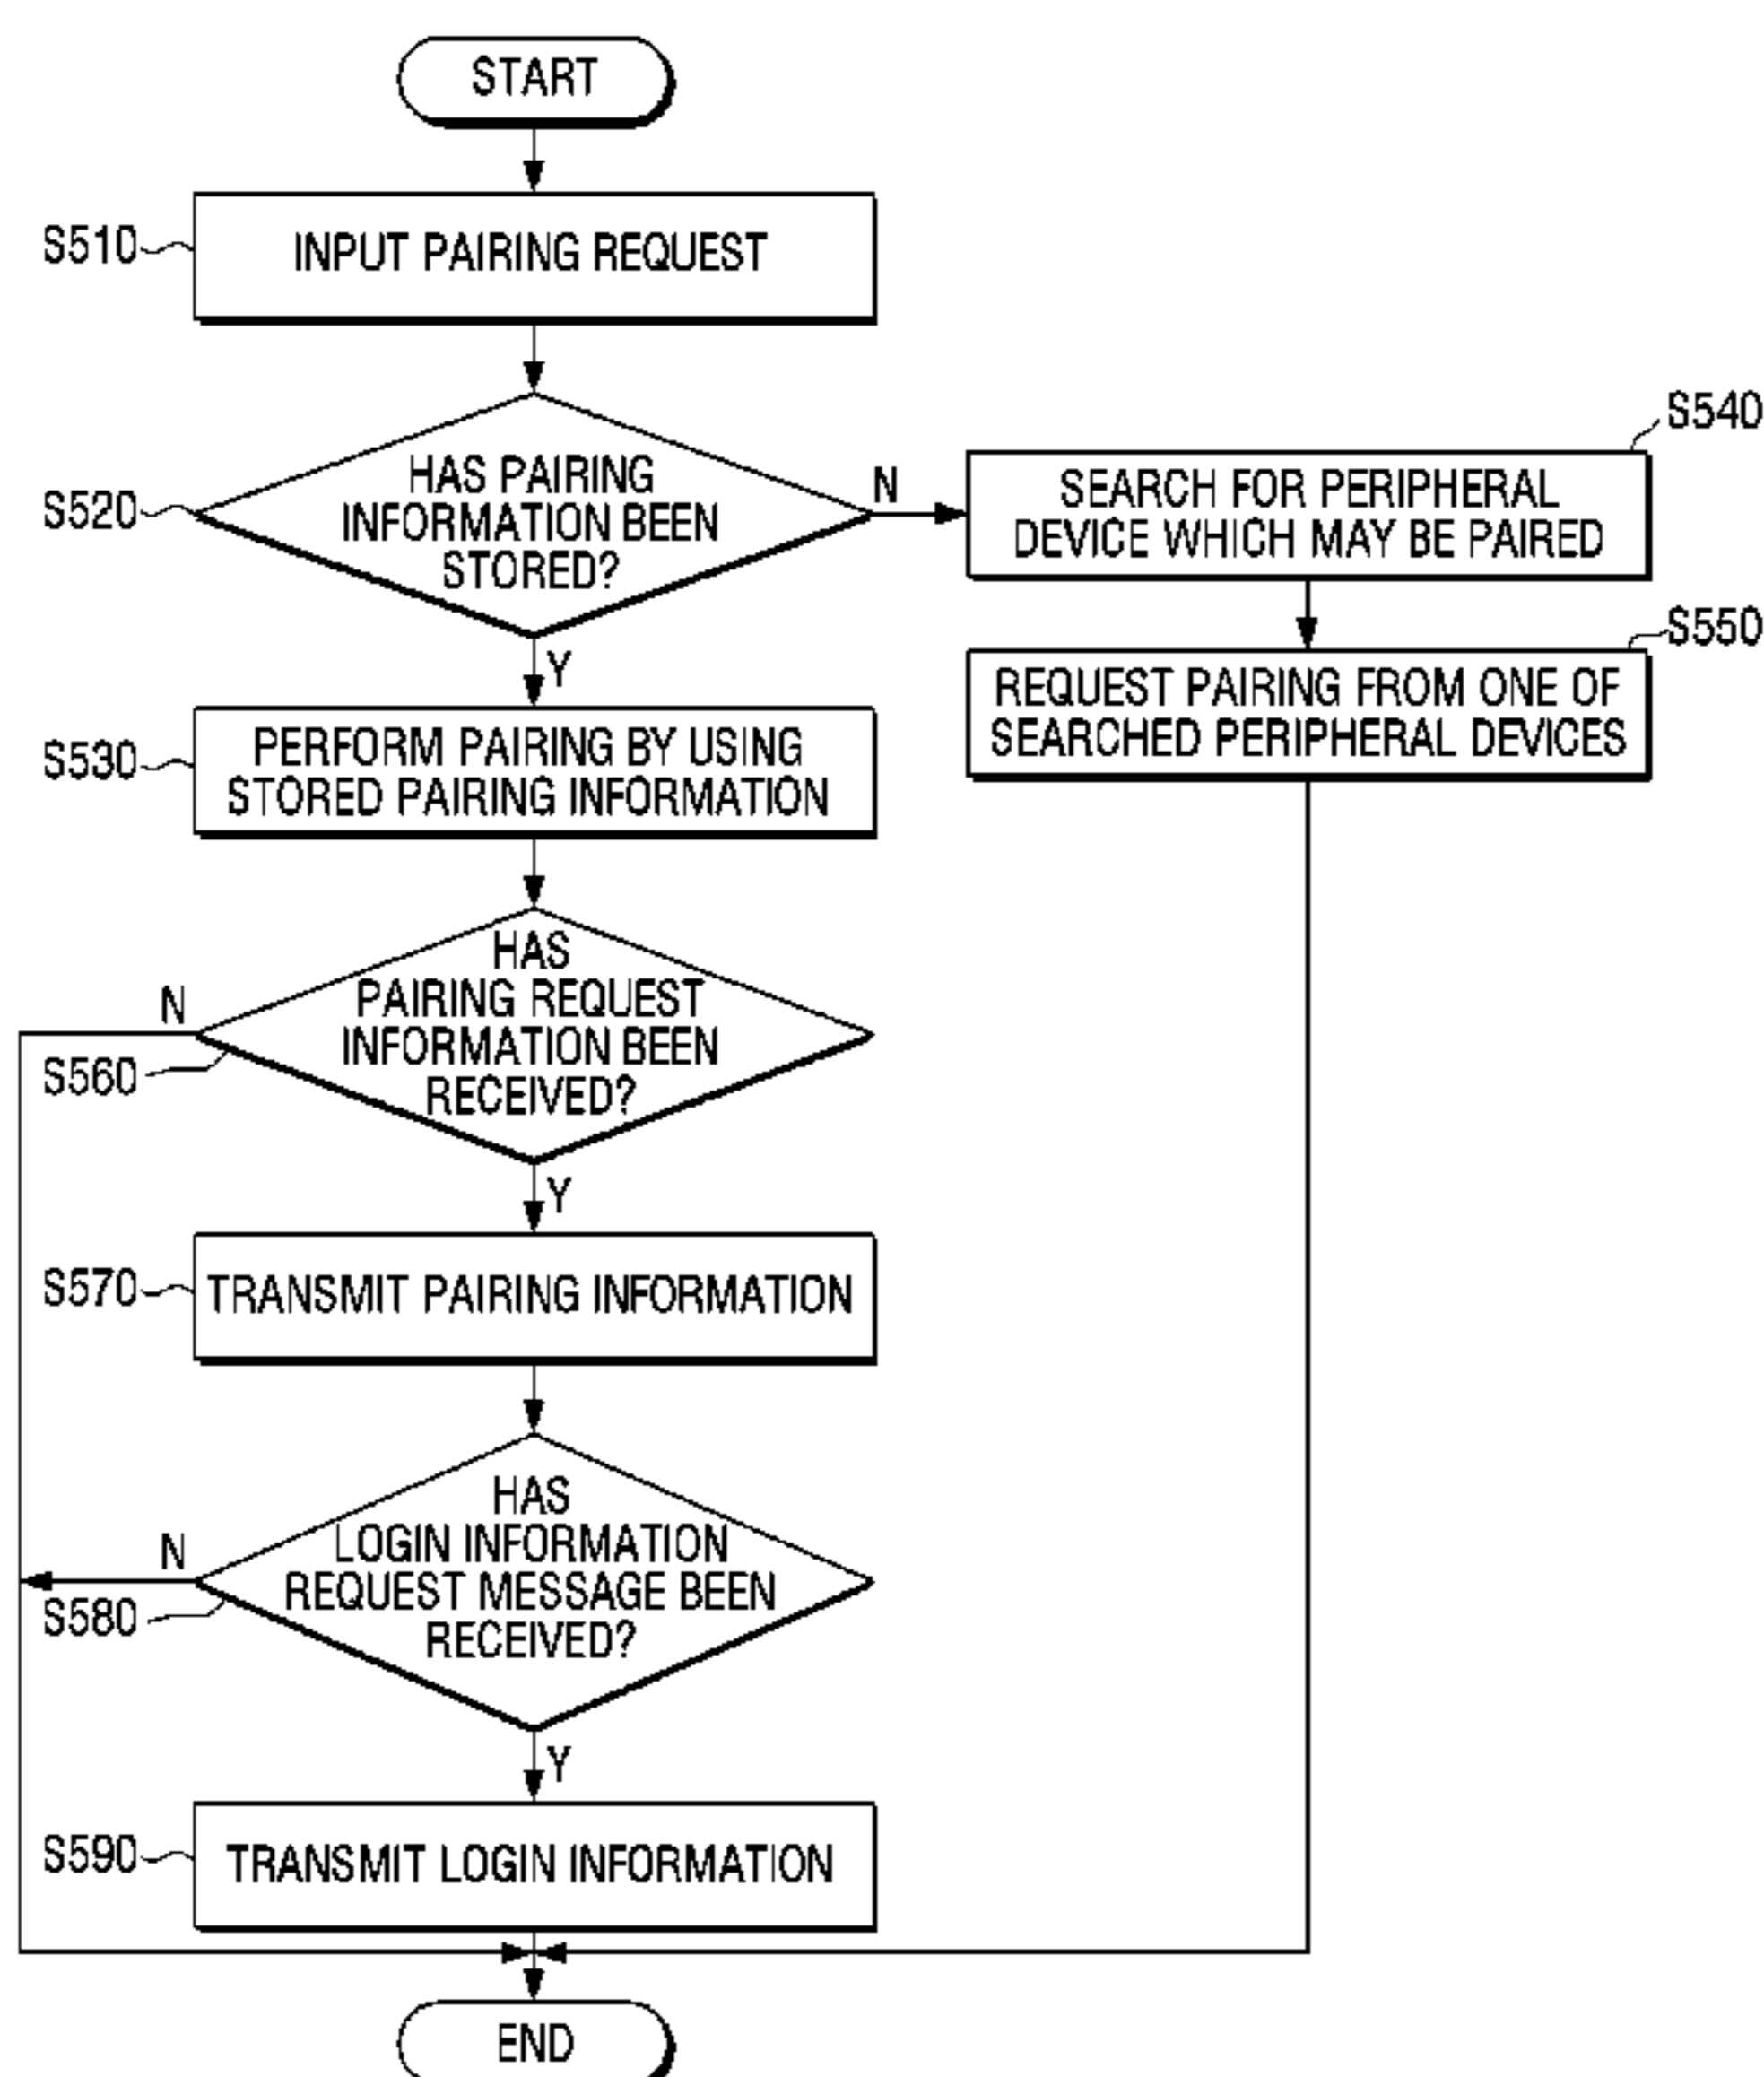 START
S510
INPUT PAIRING REQUEST
S520
HAS PAIRING
INFORMATION BEEN
STORED?
N
S540
SEARCH FOR PERIPHERAL
DEVICE WHICH MAY BE PAIRED
S550
REQUEST PAIRING FROM ONE OF
SEARCHED PERIPHERAL DEVICES
Y
S530
PERFORM PAIRING BY USING
STORED PAIRING INFORMATION
HAS
PAIRING REQUEST
INFORMATION BEEN
RECEIVED?
N
S560
Y
S570
TRANSMIT PAIRING INFORMATION
HAS
LOGIN INFORMATION
REQUEST MESSAGE BEEN
RECEIVED?
N
S580
Y
S590
TRANSMIT LOGIN INFORMATION
END